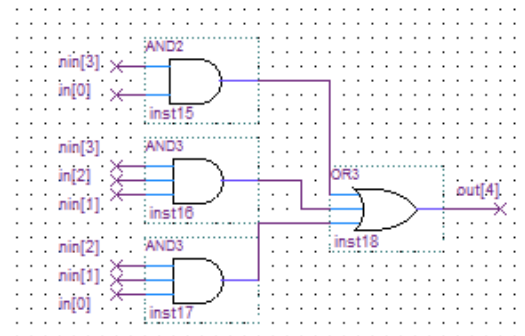 AND2
nin[3]
in[0]
inst15
AND3
nin[3]
in[2]
nin[1]
inst16
OR3
out[4]
inst18
AND3
nin[2]
nin[1]
in[0]
inst17